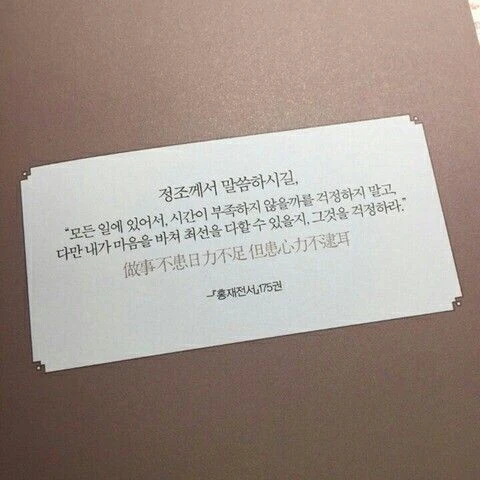 정조께서 말씀하시길,
“모든 일에 있어서, 시간이 부족하지 않을까를 걱정하지 말고,
다만 내가 마음을 바쳐 최선을 다할 수 있을지, 그것을 걱정하라.”
做事 不患日力不足 但患心力不逮耳
–『홍재전서』175권